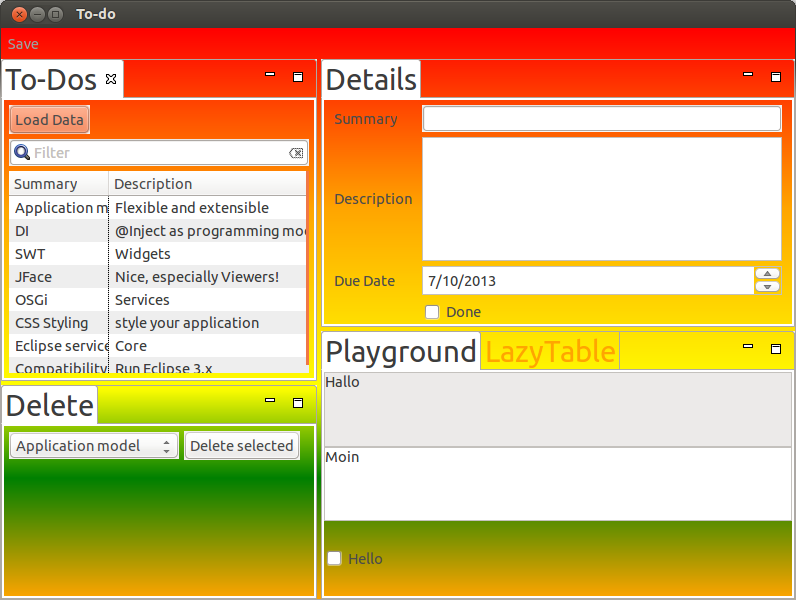 To-do
Save
To-Dos
Load Data
Filter
Summary Description
Application m Flexible and extensible
DI @Inject as programming mo
SWT Widgets
JFace Nice, especially Viewers!
OSGi Services
CSS Styling style your application
Eclipse service Core
Compatibility Run Eclipse 3.x
Delete
Application model Delete selected
Details
Summary
Description
Due Date 7/10/2013
Done
Playground LazyTable
Hallo
Moin
Hello